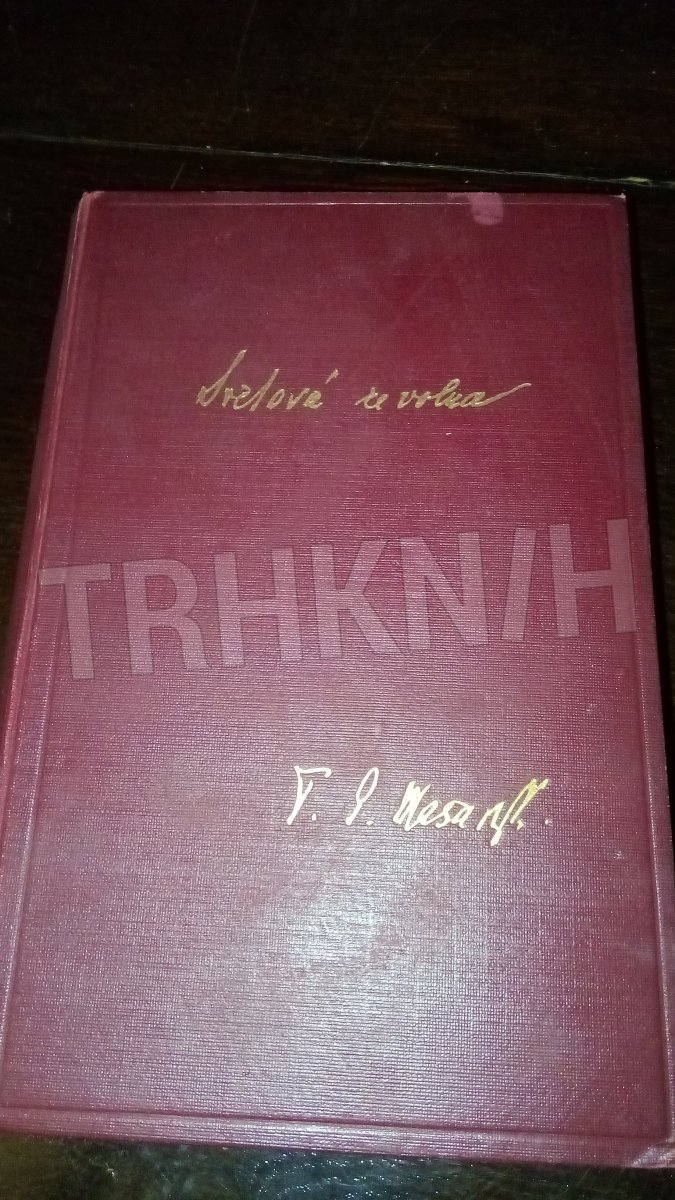 Světová revoluce
TRHKNIH
T. G. Masaryk.